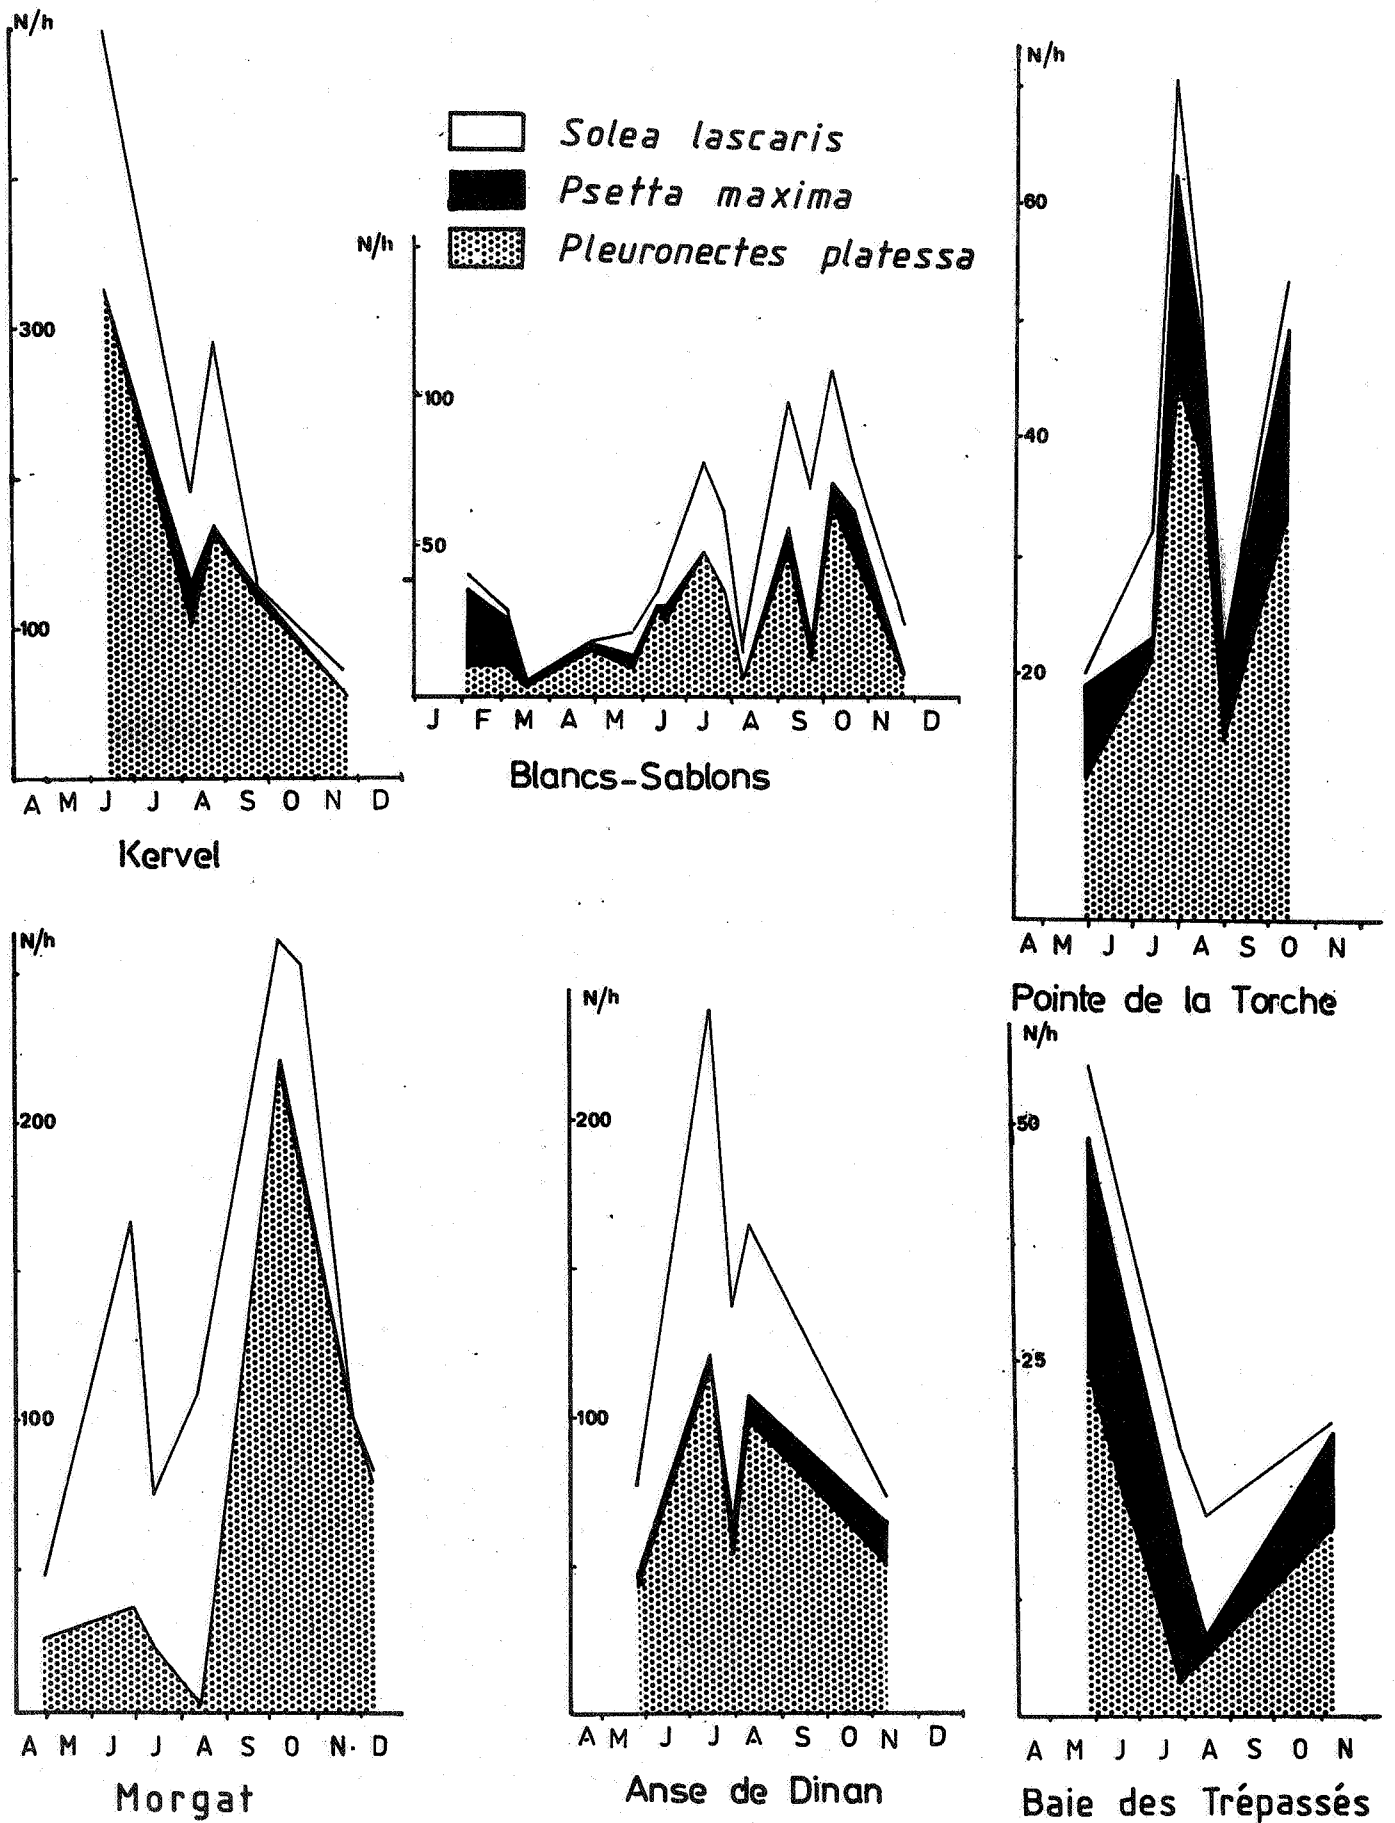 N/h
300
100
A M J J A S O N D
Kervel
Solea lascaris
Psetta maxima
Pleuronectes platessa
N/h
100
50
J F M A M J J A S O N D
Blancs-Sablons
N/h
60
40
20
A M J J A S O N
Pointe de la Torche
N/h
200
100
A M J J A S O N. D
Morgat
N/h
200
100
A M J J A S O N D
Anse de Dinan
N/h
50
25
A M J J A S O N
Baie des Trépassés